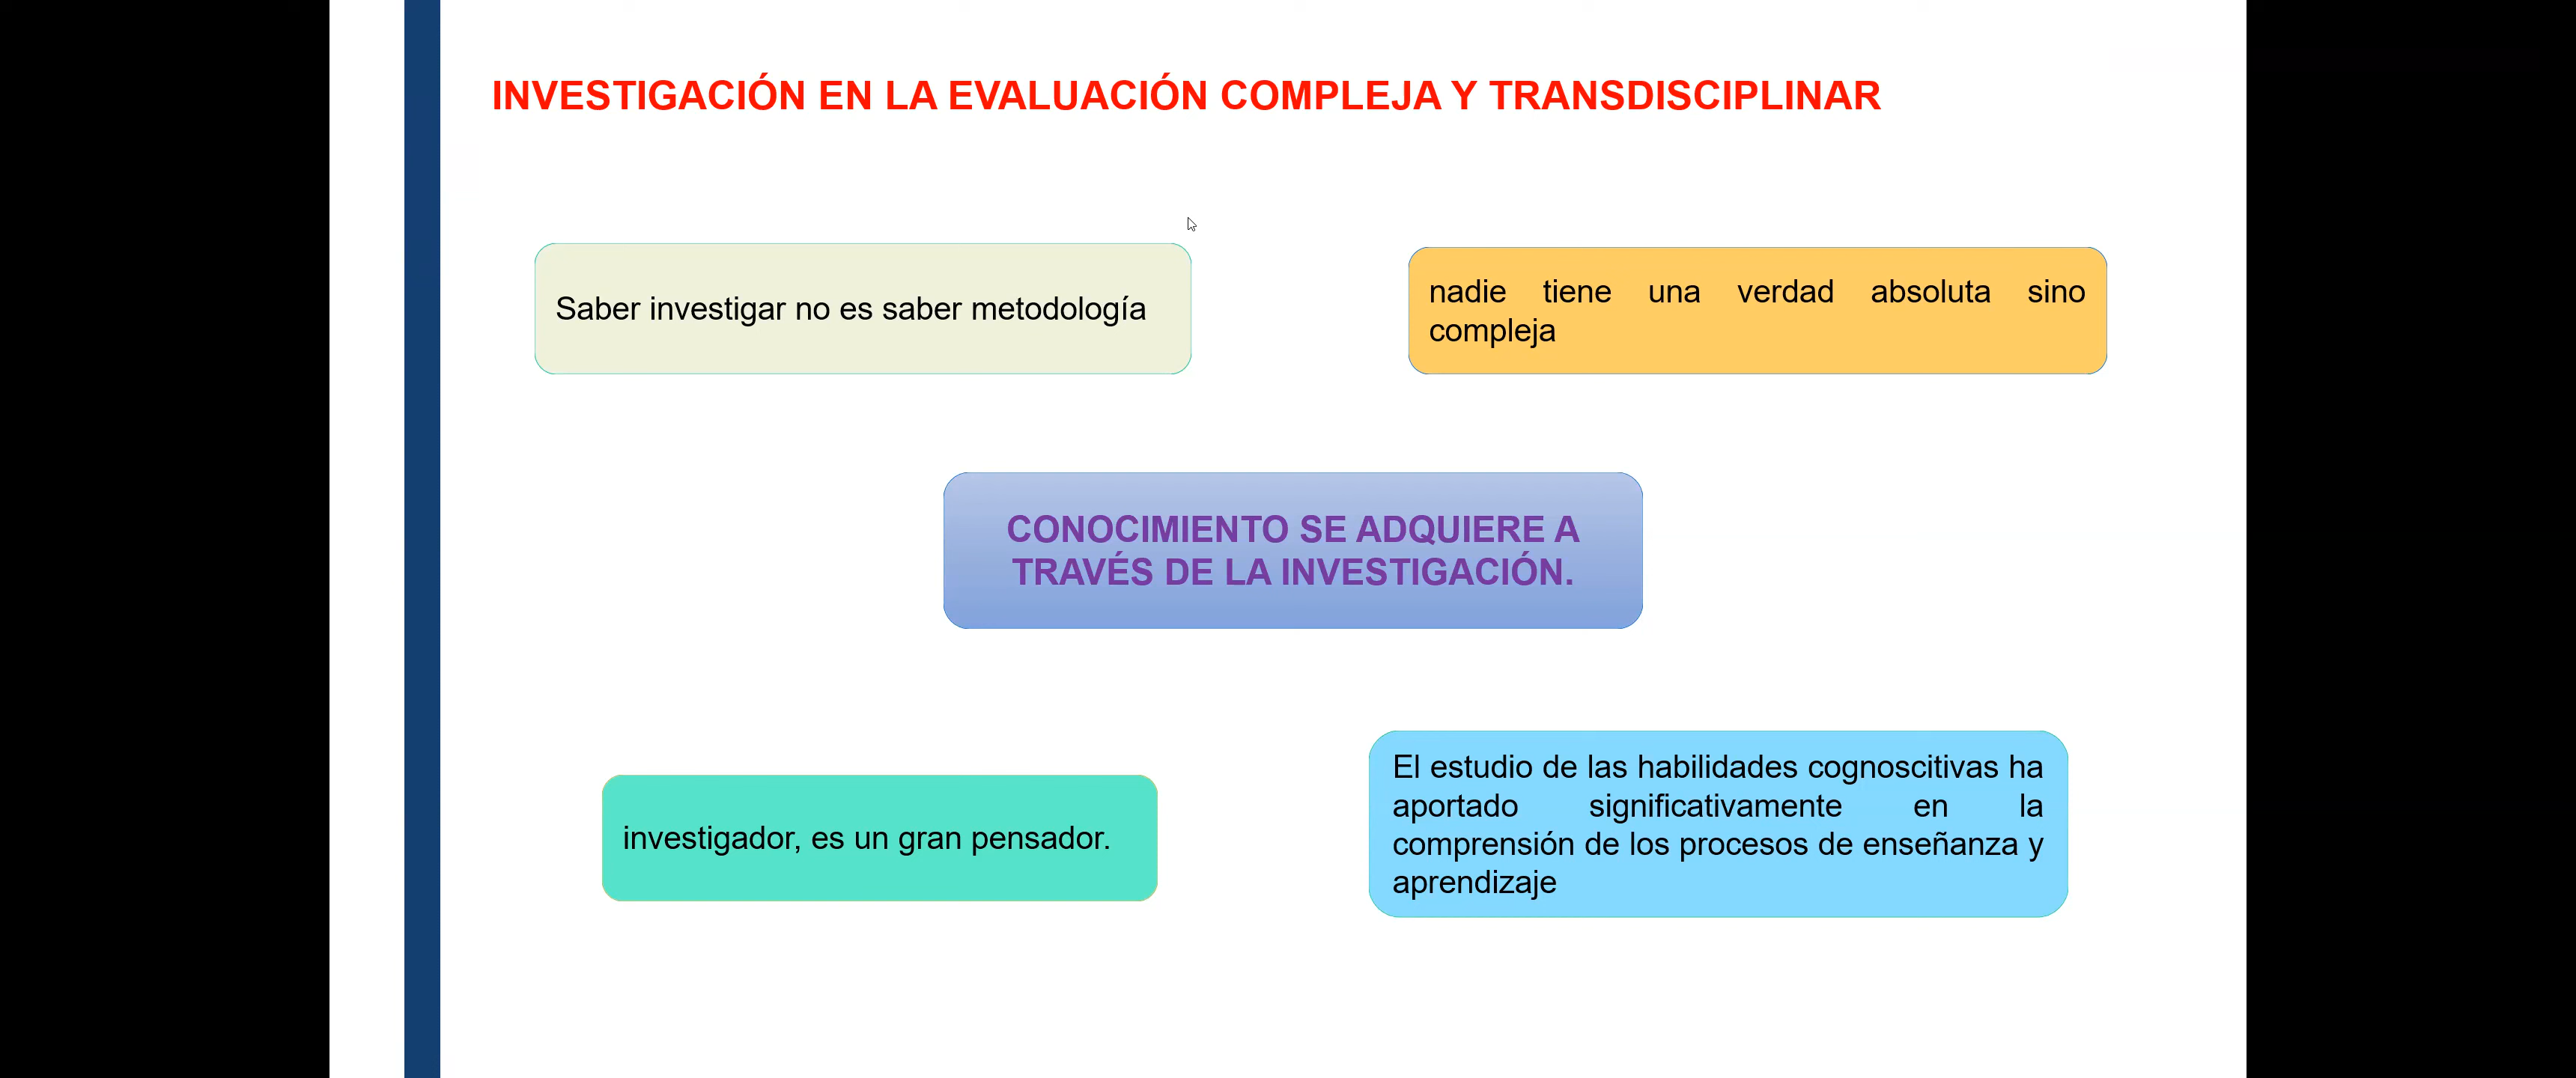 INVESTIGACIÓN EN LA EVALUACIÓN COMPLEJA Y TRANSDISCIPLINAR
Saber investigar no es saber metodología
nadie tiene una verdad absoluta sino
compleja
CONOCIMIENTO SE ADQUIERE A
TRAVÉS DE LA INVESTIGACIÓN.
investigador, es un gran pensador.
El estudio de las habilidades cognoscitivas ha
aportado significativamente en la
comprensión de los procesos de enseñanza y
aprendizaje